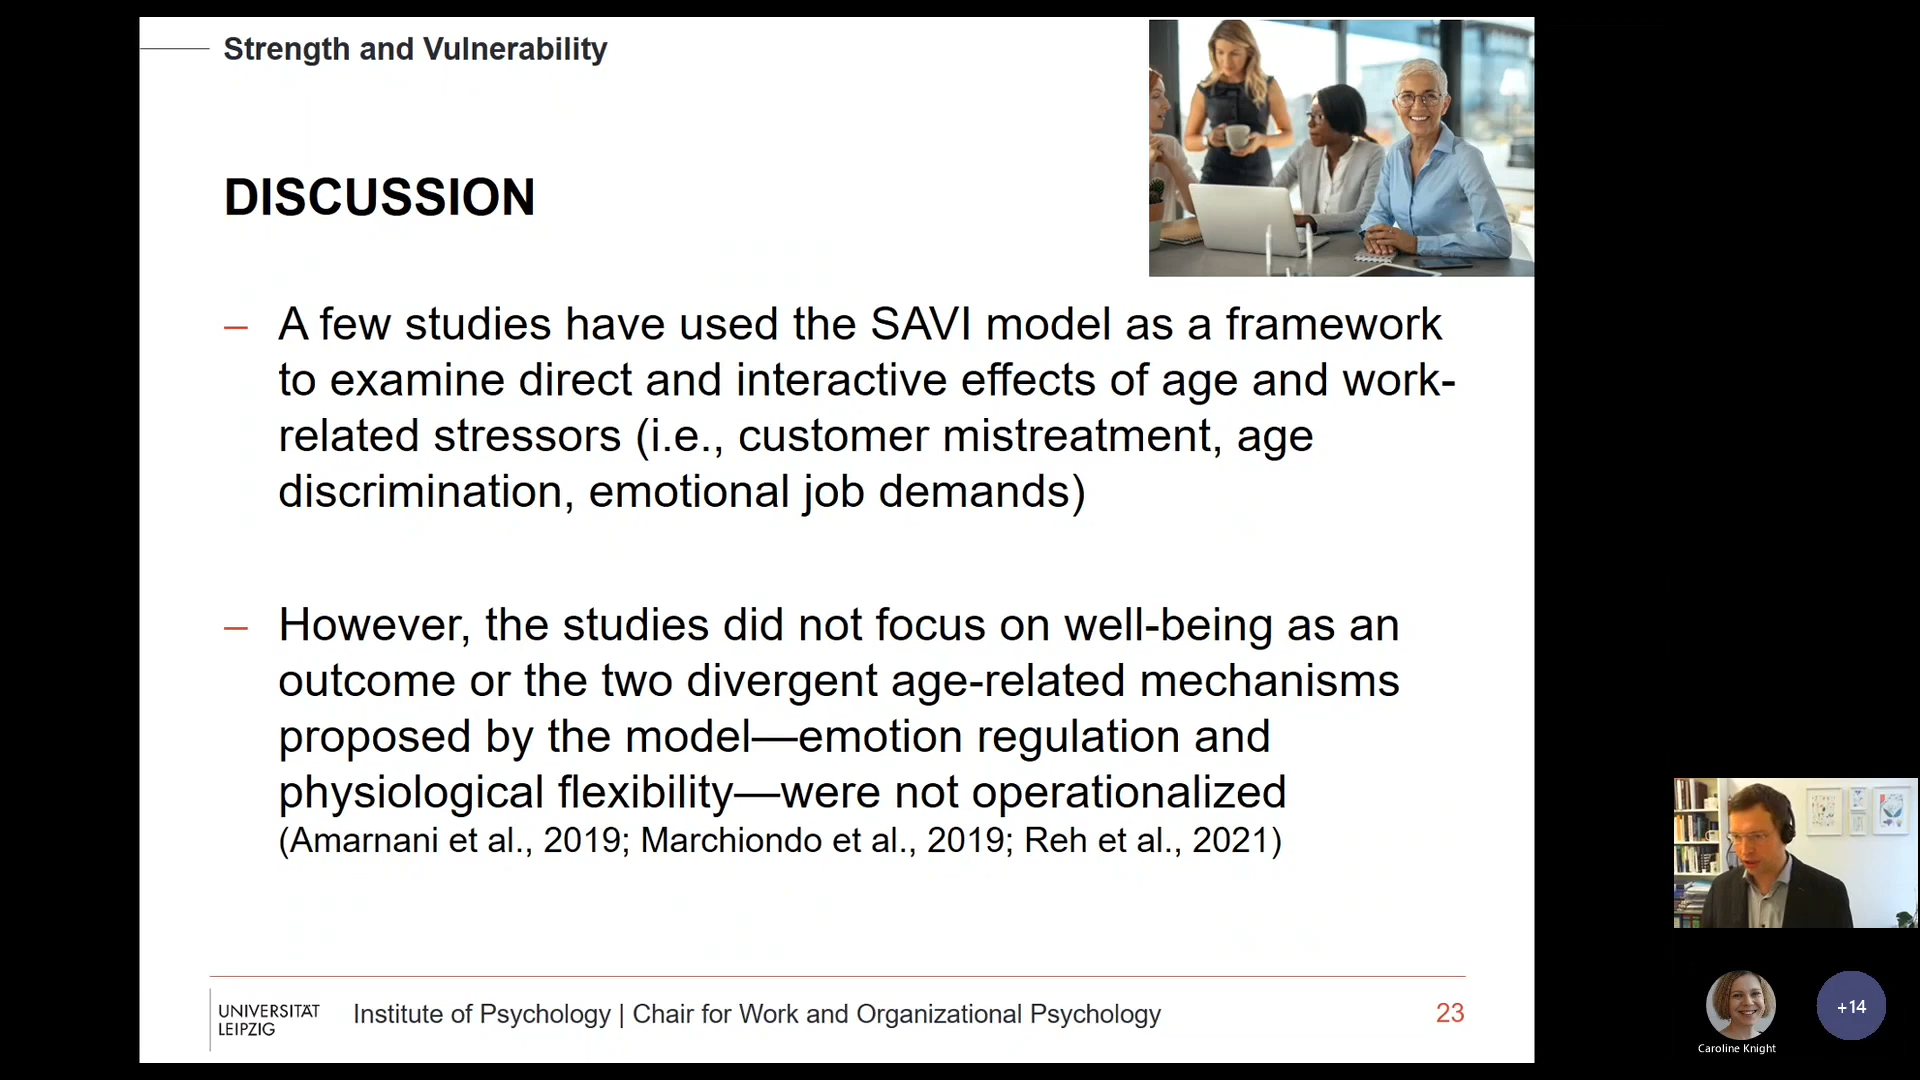 Strength and Vulnerability
DISCUSSION
– A few studies have used the SAVI model as a framework
to examine direct and interactive effects of age and work-
related stressors (i.e., customer mistreatment, age
discrimination, emotional job demands)
– However, the studies did not focus on well-being as an
outcome or the two divergent age-related mechanisms
proposed by the model—emotion regulation and
physiological flexibility—were not operationalized
(Amarnani et al., 2019; Marchiondo et al., 2019; Reh et al., 2021)
UNIVERSITÄT
LEIPZIG
Institute of Psychology | Chair for Work and Organizational Psychology
23
+14
Caroline Knight